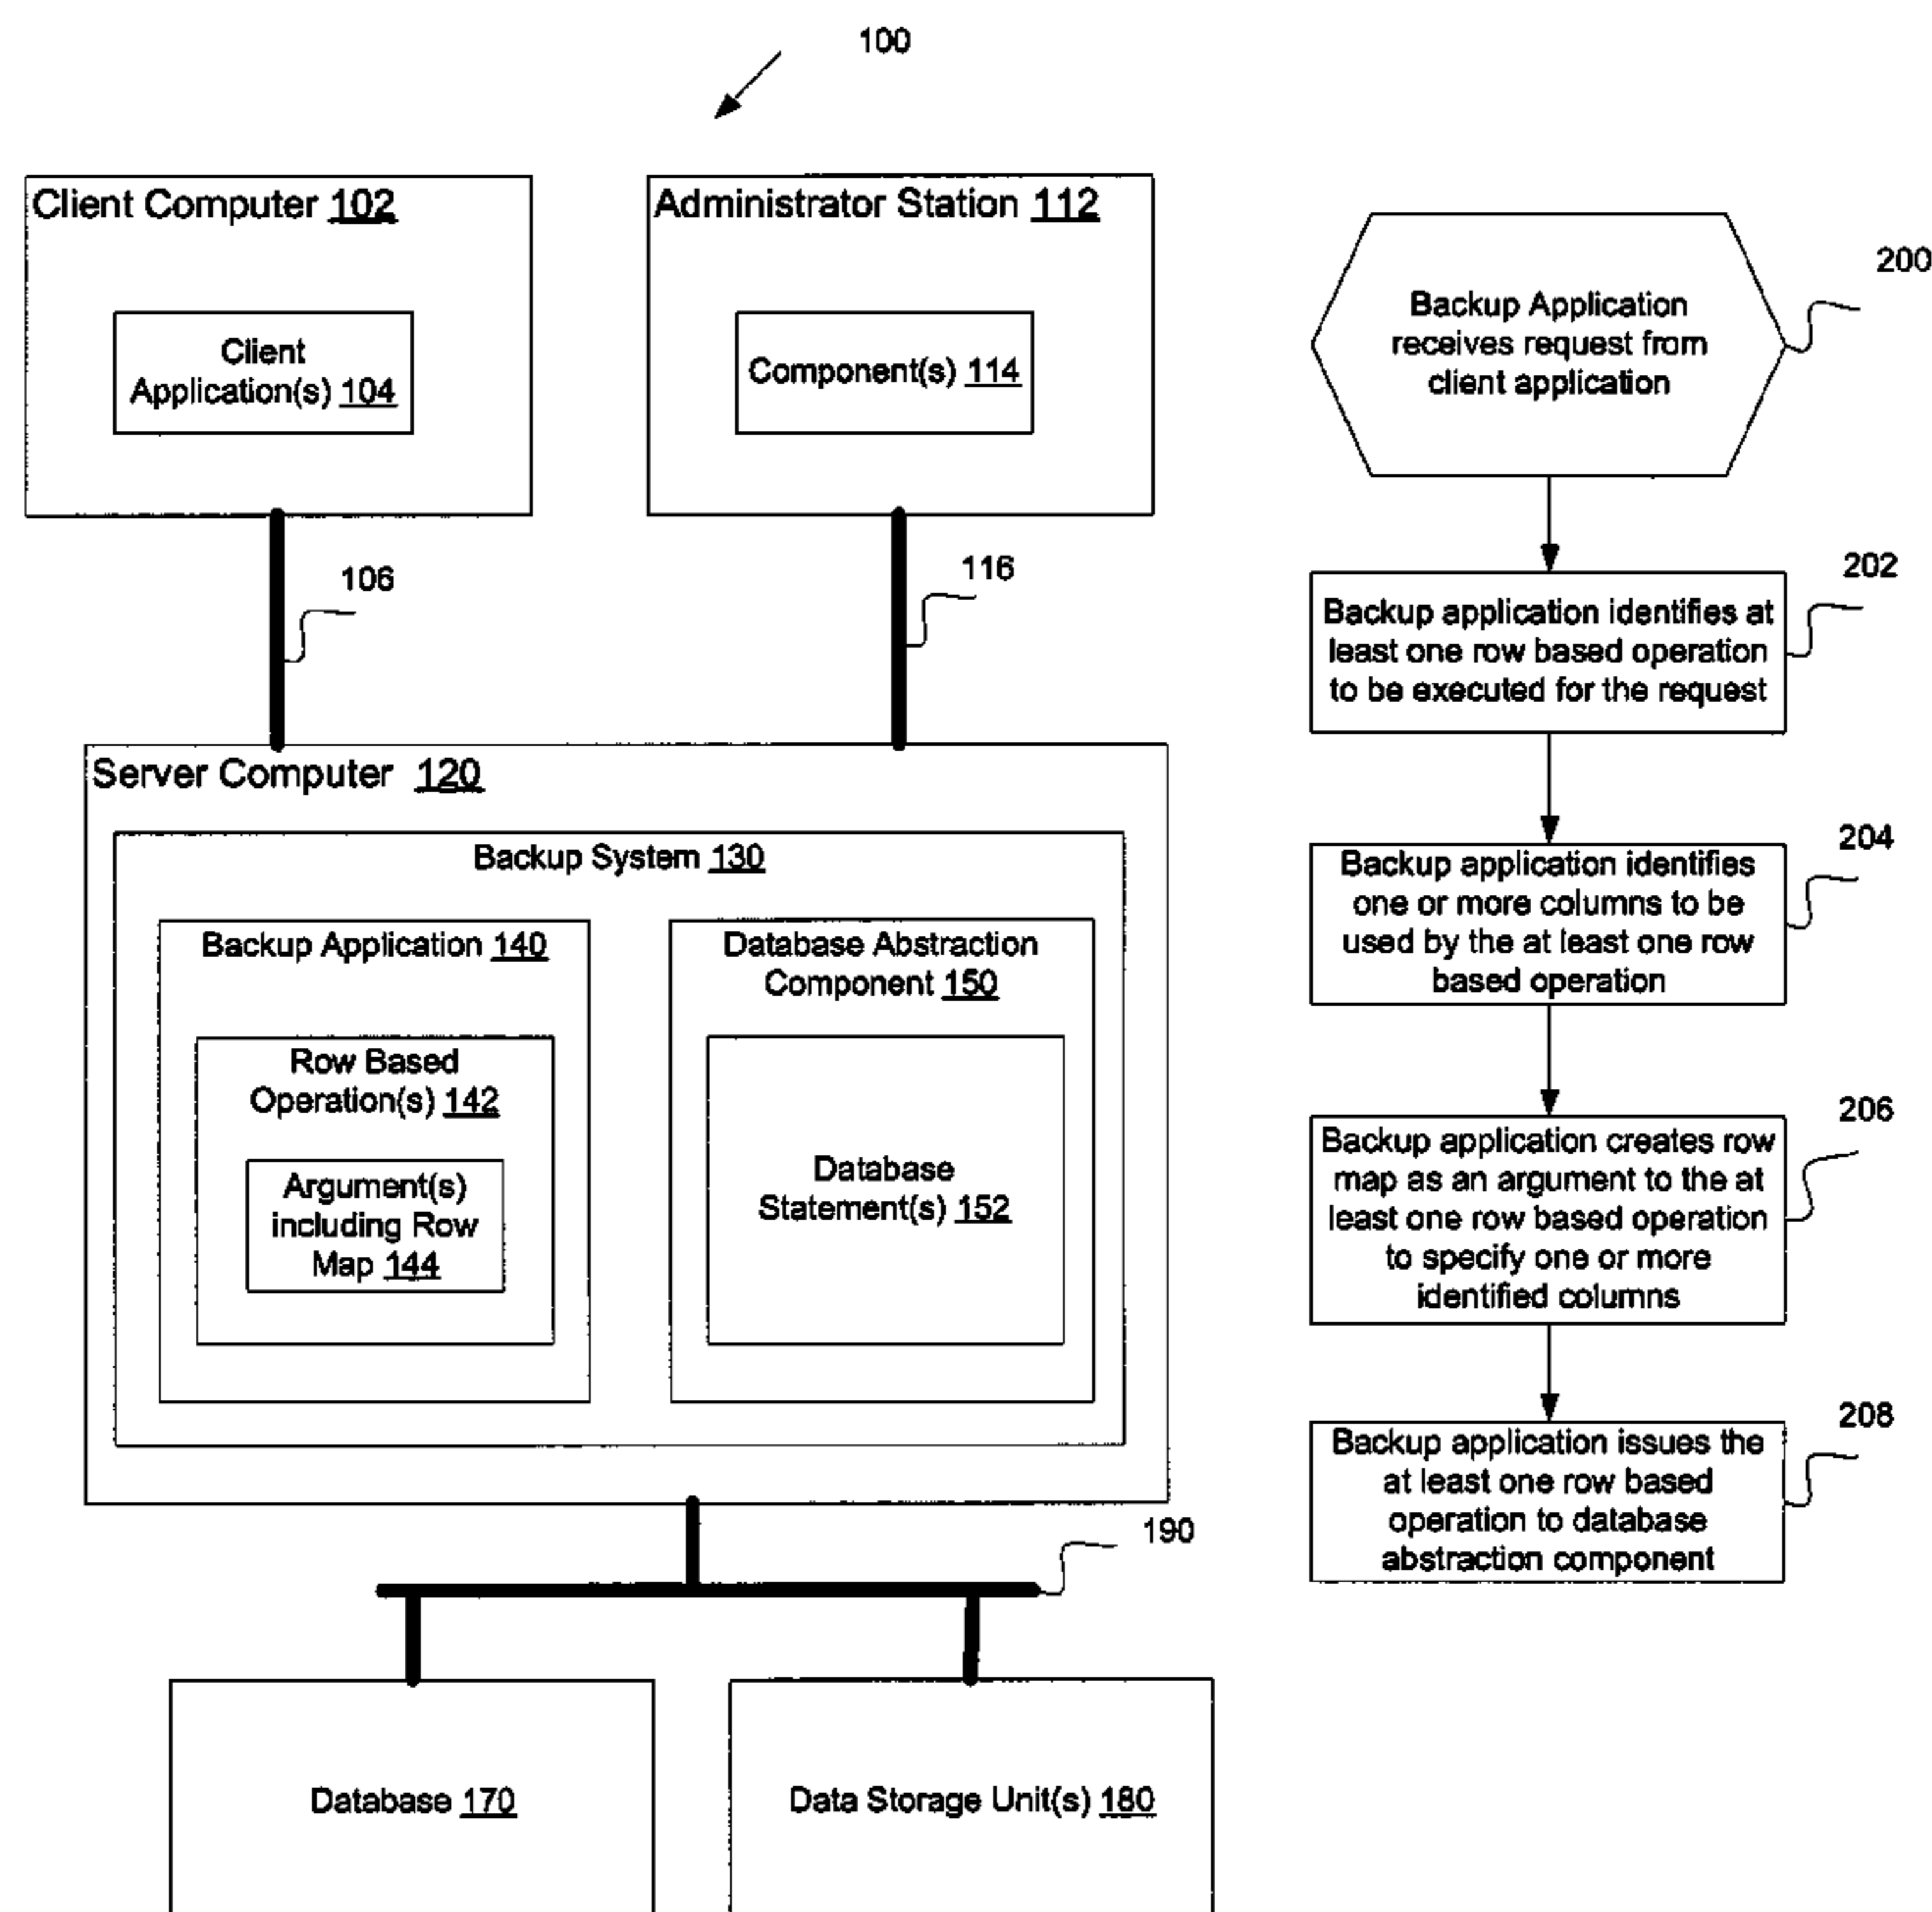 100
Client Computer 102
Client
Application(s) 104
Administrator Station 112
Component(s) 114
106
116
Server Computer 120
Backup System 130
Backup Application 140
Row Based
Operation(s) 142
Argument(s)
including Row
Map 144
Database Abstraction
Component 150
Database
Statement(s) 152
190
Database 170
Data Storage Unit(s) 180
Backup Application
receives request from
client application
200
Backup application identifies at
least one row based operation
to be executed for the request
202
Backup application identifies
one or more columns to be
used by the at least one row
based operation
204
Backup application creates row
map as an argument to the at
least one row based operation
to specify one or more
identified columns
206
Backup application issues the
at least one row based
operation to database
abstraction component
208